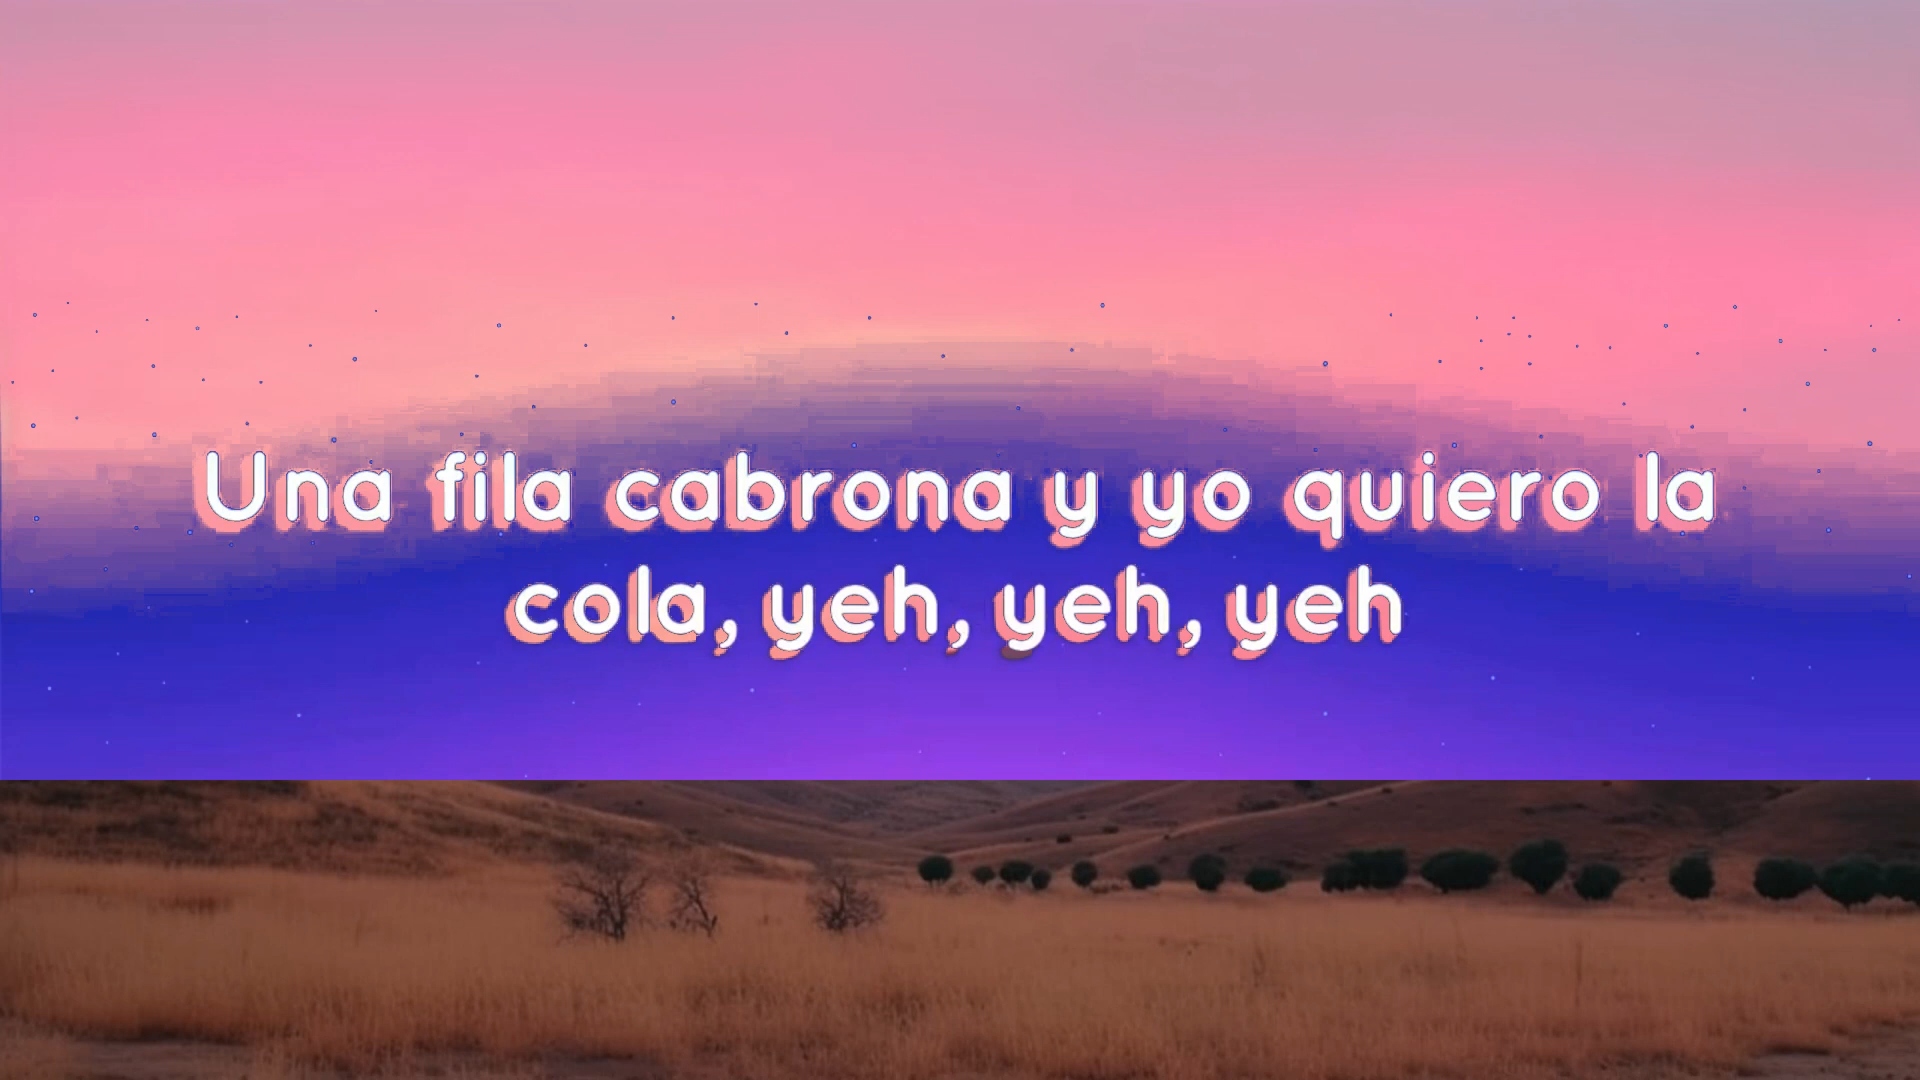 Una fila cabrona y yo quiero la
cola, yeh, yeh, yeh